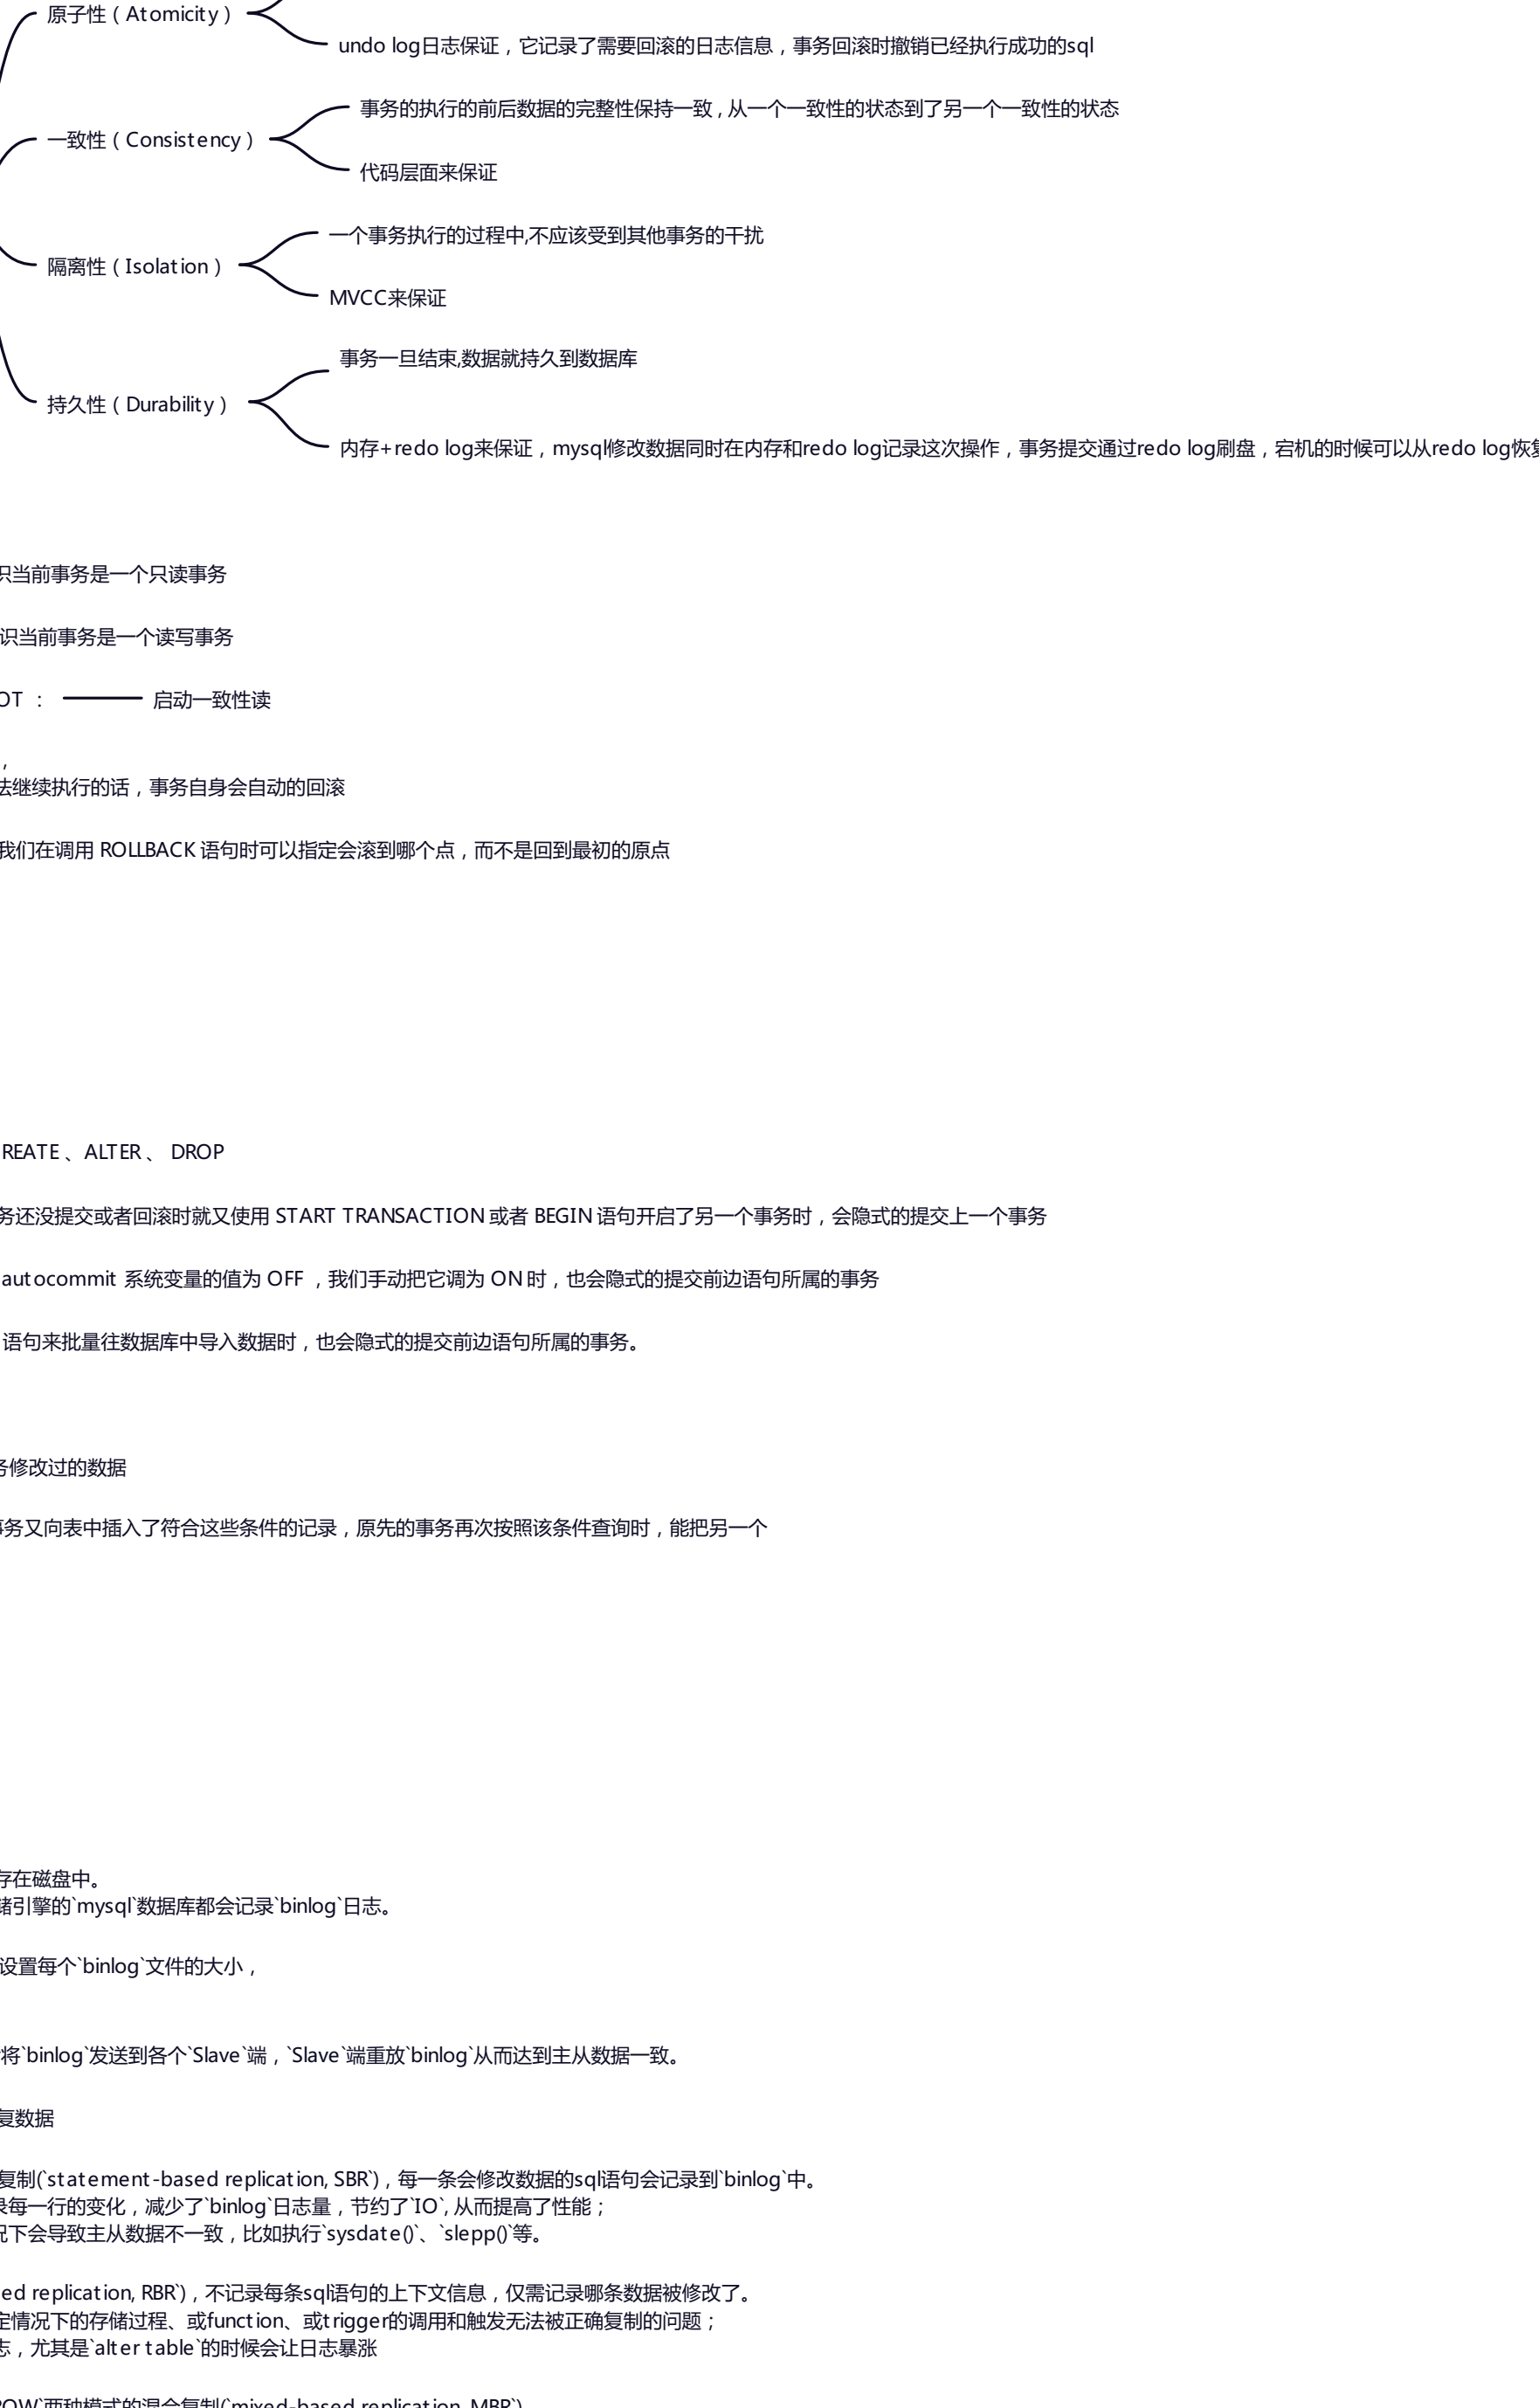 原子性（Atomicity）
undo log日志保证，它记录了需要回滚的日志信息，事务回滚时撤销已经执行成功的sql
事务的执行的前后数据的完整性保持一致，从一个一致性的状态到了另一个一致性的状态
一致性（Consistency）
代码层面来保证
一个事务执行的过程中,不应该受到其他事务的干扰
隔离性（Isolation）
MVCC来保证
事务一旦结束,数据就持久到数据库
持久性（Durability）
内存+redo log来保证，mysql修改数据同时在内存和redo log记录这次操作，事务提交通过redo log刷盘，宕机的时候可以从redo log恢复
识当前事务是一个只读事务
识当前事务是一个读写事务
OT ： 启动一致性读
，
法继续执行的话，事务自身会自动的回滚
我们在调用 ROLLBACK 语句时可以指定会滚到哪个点，而不是回到最初的原点
REATE 、ALTER 、 DROP
务还没提交或者回滚时就又使用 START TRANSACTION 或者 BEGIN 语句开启了另一个事务时，会隐式的提交上一个事务
autocommit 系统变量的值为 OFF ，我们手动把它调为 ON 时，也会隐式的提交前边语句所属的事务
语句来批量往数据库中导入数据时，也会隐式的提交前边语句所属的事务。
务修改过的数据
事务又向表中插入了符合这些条件的记录，原先的事务再次按照该条件查询时，能把另一个
存在磁盘中。
储引擎的`mysql`数据库都会记录`binlog`日志。
设置每个`binlog`文件的大小，
将`binlog`发送到各个`Slave`端，`Slave`端重放`binlog`从而达到主从数据一致。
复数据
复制(`statement-based replication, SBR`)，每一条会修改数据的sql语句会记录到`binlog`中。
录每一行的变化，减少了`binlog`日志量，节约了`IO`, 从而提高了性能；
况下会导致主从数据不一致，比如执行`sysdate()`、`slepp()`等。
ed replication, RBR`)，不记录每条sql语句的上下文信息，仅需记录哪条数据被修改了。
定情况下的存储过程、或function、或trigger的调用和触发无法被正确复制的问题；
志，尤其是`alter table`的时候会让日志暴涨
ROW`两种模式的混合复制(`mixed-based replication, MBR`)